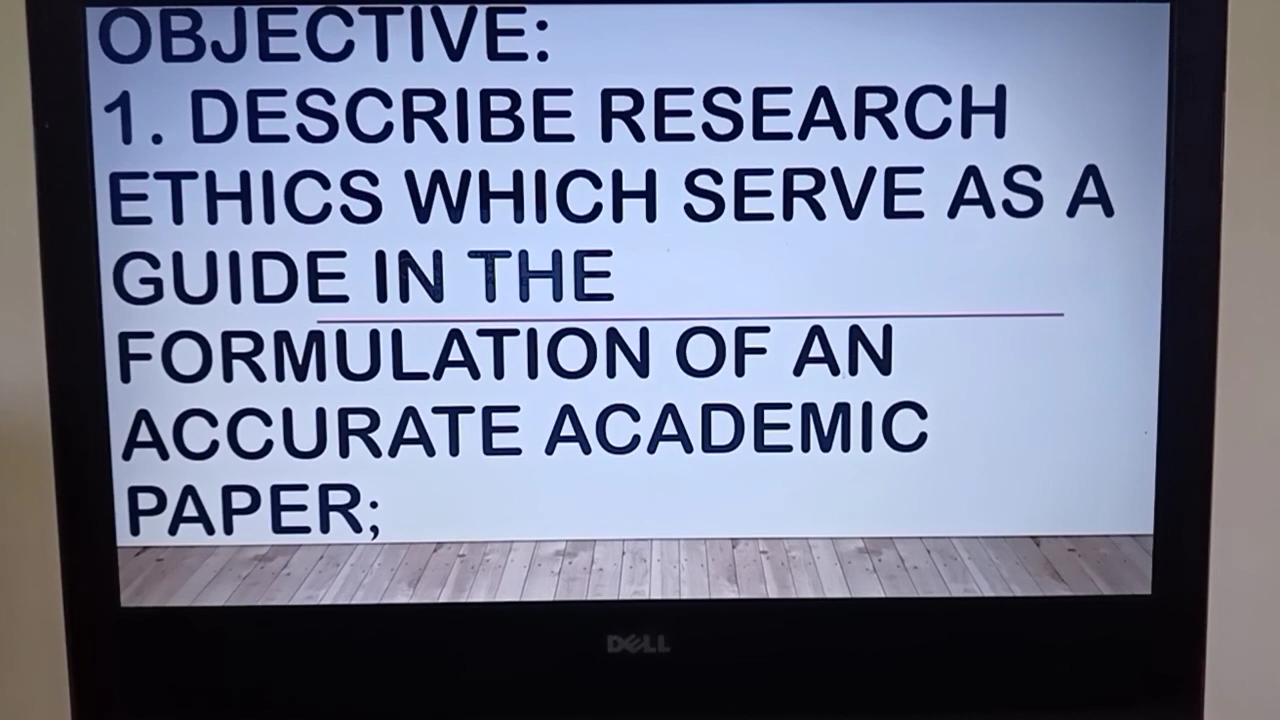 OBJECTIVE:
1. DESCRIBE RESEARCH
ETHICS WHICH SERVE AS A
GUIDE IN THE
FORMULATION OF AN
ACCURATE ACADEMIC
PAPER;
DELL